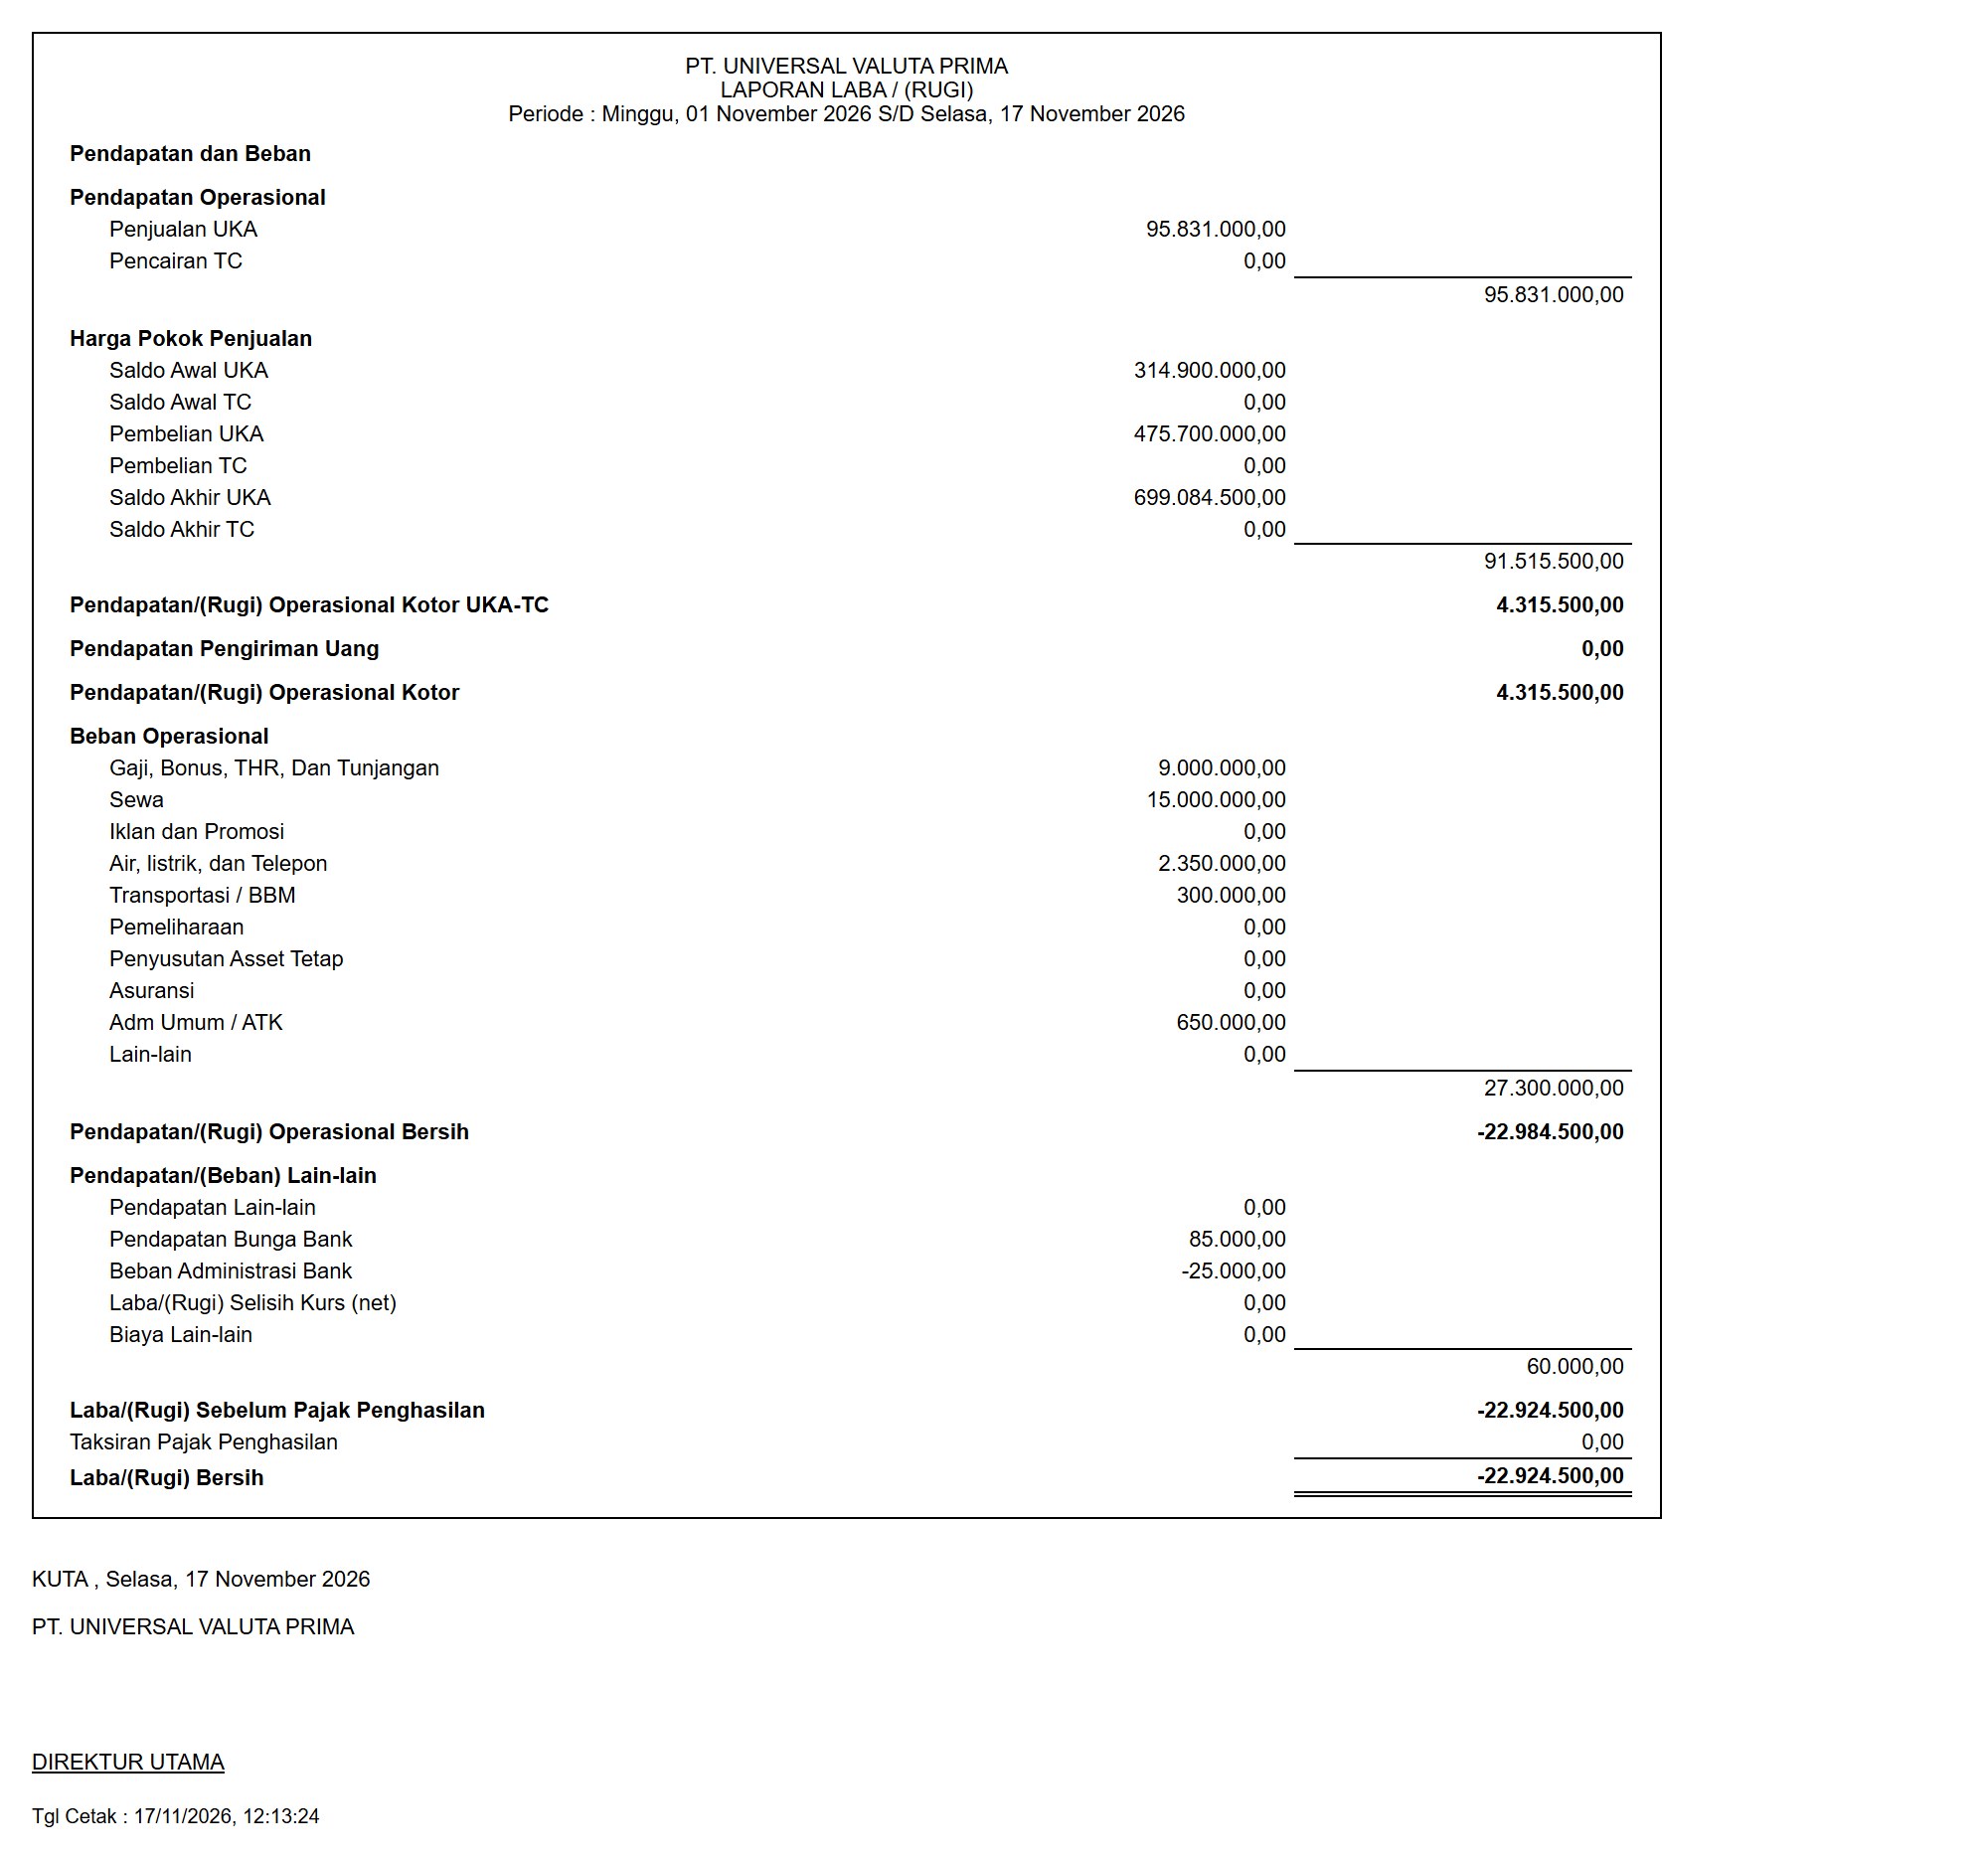 PT. UNIVERSAL VALUTA PRIMA
LAPORAN LABA / (RUGI)
Periode : Minggu, 01 November 2026 S/D Selasa, 17 November 2026
Pendapatan dan Beban
Pendapatan Operasional
Penjualan UKA 95.831.000,00
Pencairan TC 0,00
95.831.000,00
Harga Pokok Penjualan
Saldo Awal UKA 314.900.000,00
Saldo Awal TC 0,00
Pembelian UKA 475.700.000,00
Pembelian TC 0,00
Saldo Akhir UKA 699.084.500,00
Saldo Akhir TC 0,00
91.515.500,00
Pendapatan/(Rugi) Operasional Kotor UKA-TC 4.315.500,00
Pendapatan Pengiriman Uang 0,00
Pendapatan/(Rugi) Operasional Kotor 4.315.500,00
Beban Operasional
Gaji, Bonus, THR, Dan Tunjangan 9.000.000,00
Sewa 15.000.000,00
Iklan dan Promosi 0,00
Air, listrik, dan Telepon 2.350.000,00
Transportasi / BBM 300.000,00
Pemeliharaan 0,00
Penyusutan Asset Tetap 0,00
Asuransi 0,00
Adm Umum / ATK 650.000,00
Lain-lain 0,00
27.300.000,00
Pendapatan/(Rugi) Operasional Bersih -22.984.500,00
Pendapatan/(Beban) Lain-lain
Pendapatan Lain-lain 0,00
Pendapatan Bunga Bank 85.000,00
Beban Administrasi Bank -25.000,00
Laba/(Rugi) Selisih Kurs (net) 0,00
Biaya Lain-lain 0,00
60.000,00
Laba/(Rugi) Sebelum Pajak Penghasilan -22.924.500,00
Taksiran Pajak Penghasilan 0,00
Laba/(Rugi) Bersih -22.924.500,00
KUTA , Selasa, 17 November 2026
PT. UNIVERSAL VALUTA PRIMA
DIREKTUR UTAMA
Tgl Cetak : 17/11/2026, 12:13:24